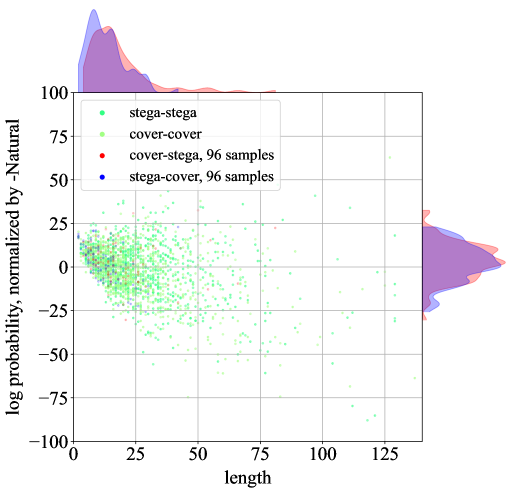 100
75
50
25
0
−25
−50
−75
−100
log probability, normalized by -Natural
stega-stega
cover-cover
cover-stega, 96 samples
stega-cover, 96 samples
0 25 50 75 100 125
length